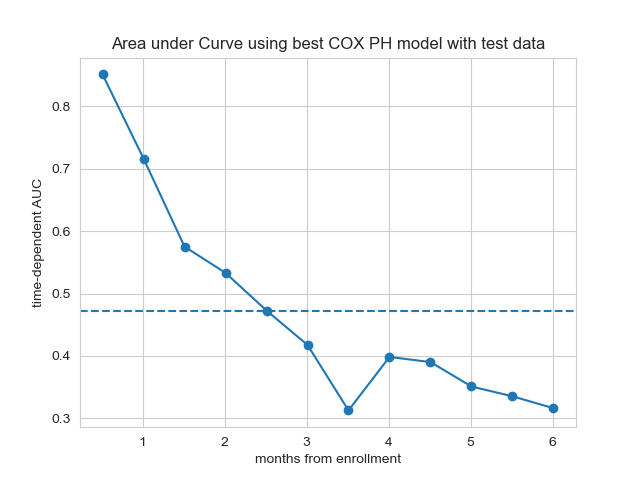 Area under Curve using best COX PH model with test data
time-dependent AUC
0.8
0.7
0.6
0.5
0.4
0.3
1 2 3 4 5 6
months from enrollment